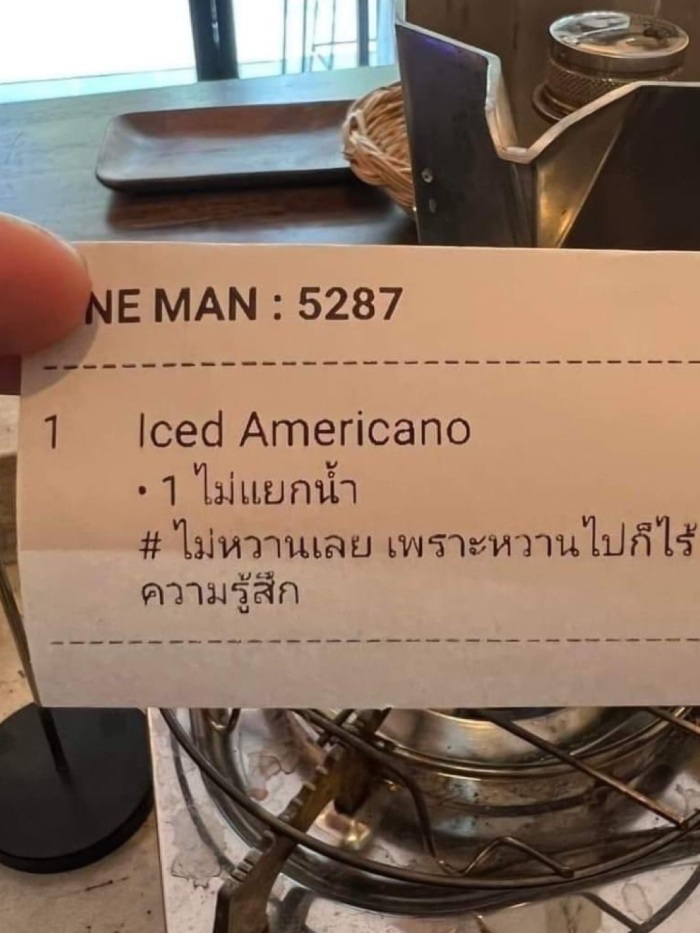 NE MAN : 5287
1 Iced Americano
• 1 ไม่แยกน้ำ
# ไม่หวานเลย เพราะหวานไปก็ไร้
ความรู้สึก